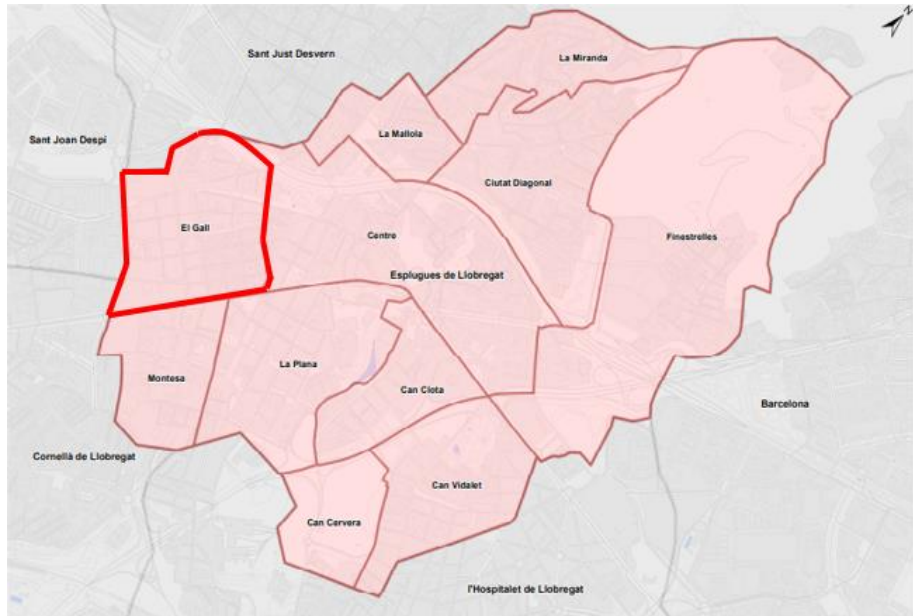 N
Sant Just Desvern
La Miranda
La Mallola
Sant Joan Despí
Ciutat Diagonal
El Gall
Centre
Finestrelles
Esplugues de Llobregat
La Plana
Montesa
Can Clota
Barcelona
Cornellà de Llobregat
Can Vidalet
Can Cervera
l'Hospitalet de Llobregat